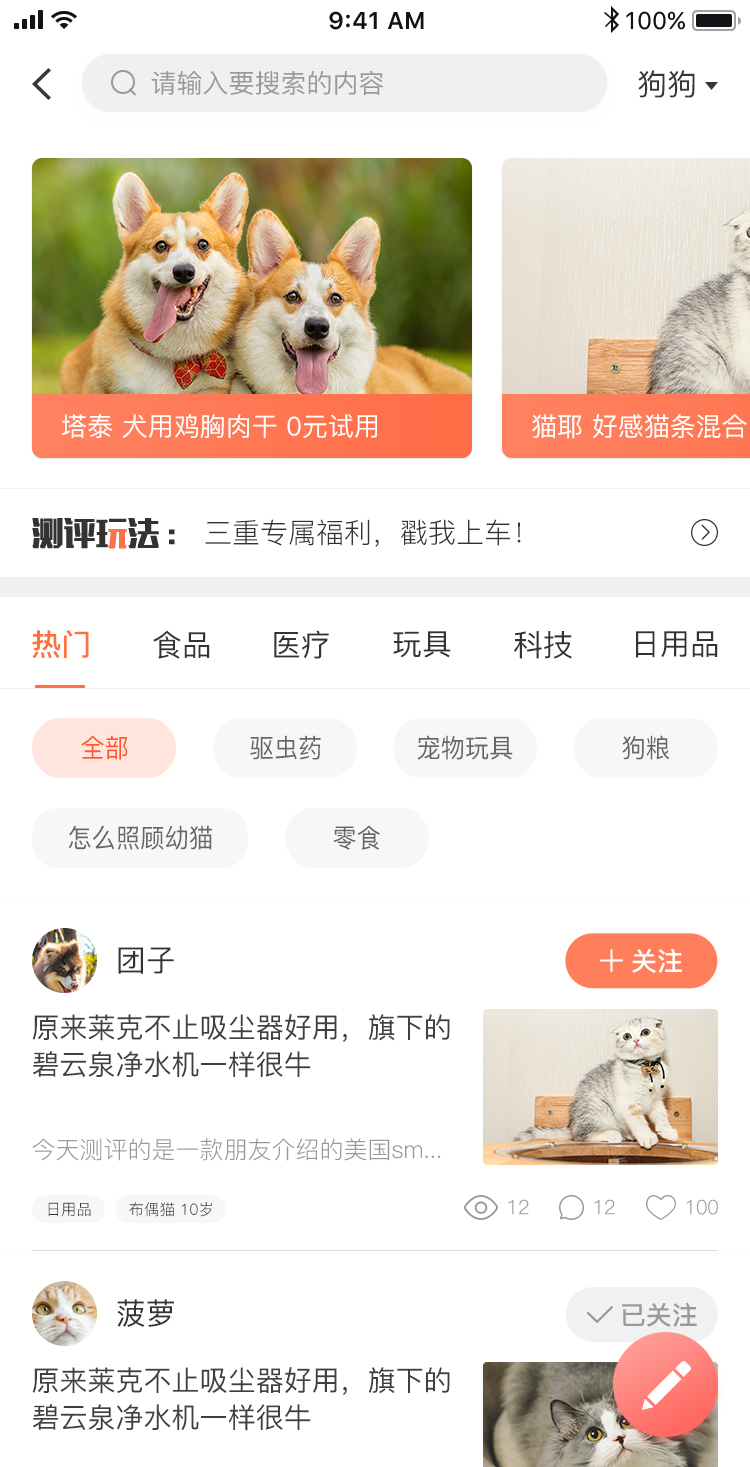 9:41 AM
100%
请输入要搜索的内容
狗狗
塔泰 犬用鸡胸肉干 0元试用
猫耶 好感猫条混合
测评玩法：
三重专属福利，戳我上车！
热门
食品
医疗
玩具
科技
日用品
全部
驱虫药
宠物玩具
狗粮
怎么照顾幼猫
零食
团子
关注
原来莱克不止吸尘器好用，旗下的
碧云泉净水机一样很牛
今天测评的是一款朋友介绍的美国sm...
日用品
布偶猫 10岁
12
12
100
菠萝
已关注
原来莱克不止吸尘器好用，旗下的
碧云泉净水机一样很牛